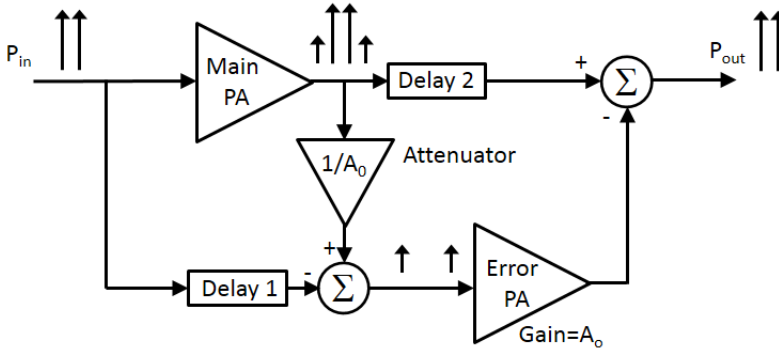 P_in
Main
PA
Delay 2
+
Σ
-
P_out
1/A_0
Attenuator
Delay 1
-
+
Σ
Error
PA
Gain=A_o